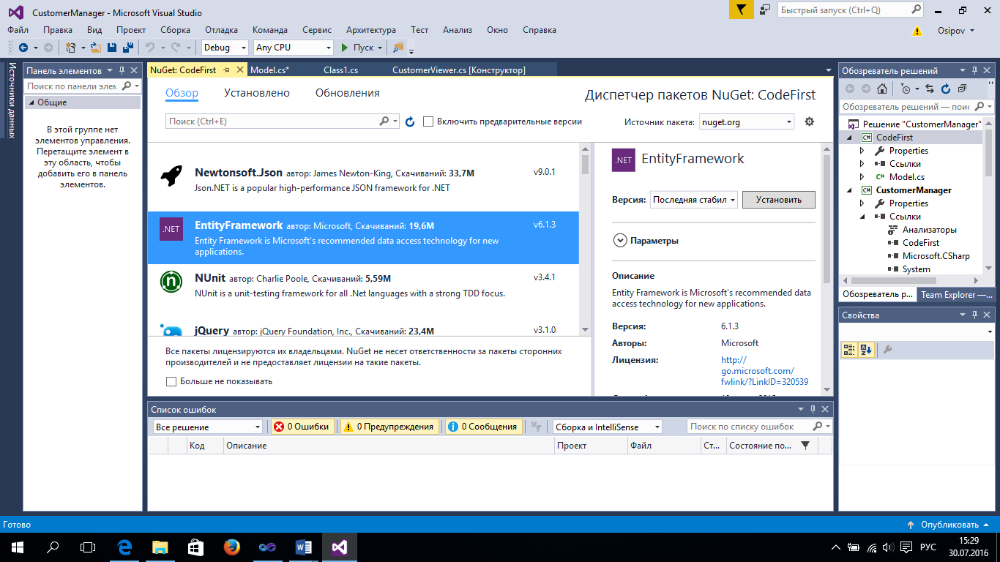 CustomerManager - Microsoft Visual Studio
Быстрый запуск (Ctrl+Q)
Файл Правка Вид Проект Сборка Отладка Команда Сервис Архитектура Тест Анализ Окно Справка
Osipov
Debug Any CPU Пуск
Источники данных
Панель элементов
Поиск по панели элем
Общие
В этой группе нет
элементов управления.
Перетащите элемент в
эту область, чтобы
добавить его в панель
элементов.
NuGet: CodeFirst Model.cs* Class1.cs CustomerViewer.cs [Конструктор]
Обзор Установлено Обновления
Диспетчер пакетов NuGet: CodeFirst
Поиск (Ctrl+E)
Включить предварительные версии
Источник пакета: nuget.org
Newtonsoft.Json автор: James Newton-King, Скачиваний: 33,7M v9.0.1
Json.NET is a popular high-performance JSON framework for .NET
.NET
EntityFramework автор: Microsoft, Скачиваний: 19,6M v6.1.3
Entity Framework is Microsoft's recommended data access technology for new
applications.
n
NUnit автор: Charlie Poole, Скачиваний: 5,59M v3.4.1
NUnit is a unit-testing framework for all .Net languages with a strong TDD focus.
jQuery автор: jQuery Foundation, Inc., Скачиваний: 23,4M v3.1.0
Все пакеты лицензируются их владельцами. NuGet не несет ответственности за пакеты сторонних
производителей и не предоставляет лицензии на такие пакеты.
Больше не показывать
.NET EntityFramework
Версия: Последняя стабил Установить
Параметры
Описание
Entity Framework is Microsoft's recommended data
access technology for new applications.
Версия: 6.1.3
Авторы: Microsoft
Лицензия: http://
go.microsoft.com/
fwlink/?LinkID=320539
Список ошибок
Все решение 0 Ошибки 0 Предупреждения 0 Сообщения Сборка и IntelliSense Поиск по списку ошибок
Код Описание Проект Файл Ст... Состояние по...
Обозреватель решений
Обозреватель решений — поис
Решение "CustomerManager"
C# CodeFirst
Properties
Ссылки
C# Model.cs
C# CustomerManager
Properties
Ссылки
Анализаторы
CodeFirst
Microsoft.CSharp
System
Обозреватель р... Team Explorer —...
Свойства
Готово
Опубликовать
РУС
15:29
30.07.2016